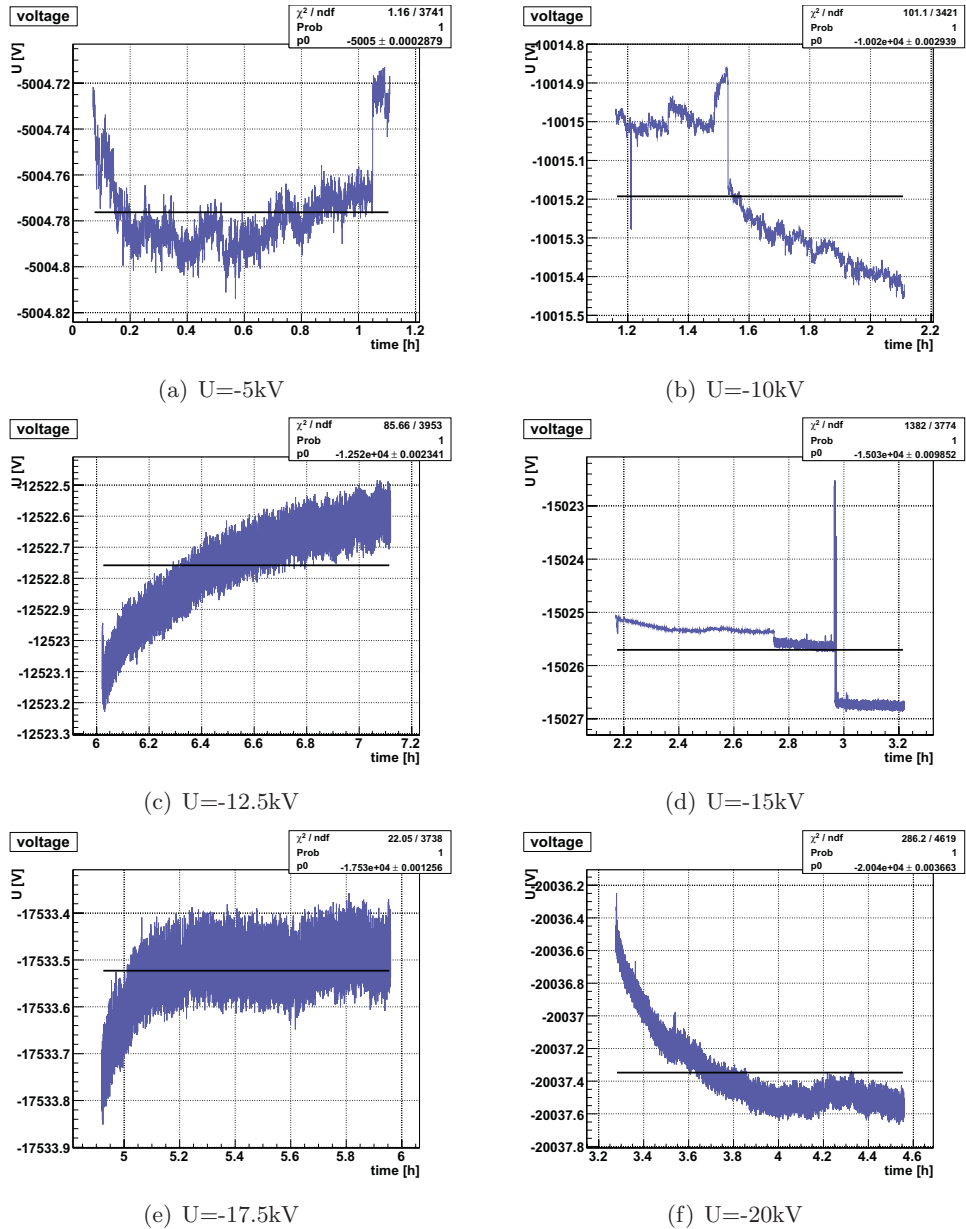 voltage
χ² / ndf 1.16 / 3741
Prob 1
p0 -5005 ± 0.0002879
U [V]
-5004.72
-5004.74
-5004.76
-5004.78
-5004.8
-5004.82
0 0.2 0.4 0.6 0.8 1 1.2
time [h]
(a) U=-5kV
voltage
χ² / ndf 101.1 / 3421
Prob 1
p0 -1.002e+04 ± 0.002939
U [V]
-10014.8
-10014.9
-10015
-10015.1
-10015.2
-10015.3
-10015.4
-10015.5
1.2 1.4 1.6 1.8 2 2.2
time [h]
(b) U=-10kV
voltage
χ² / ndf 85.66 / 3953
Prob 1
p0 -1.252e+04 ± 0.002341
U [V]
-12522.5
-12522.6
-12522.7
-12522.8
-12522.9
-12523
-12523.1
-12523.2
-12523.3
6 6.2 6.4 6.6 6.8 7 7.2
time [h]
(c) U=-12.5kV
voltage
χ² / ndf 1382 / 3774
Prob 1
p0 -1.503e+04 ± 0.009852
U [V]
-15023
-15024
-15025
-15026
-15027
2.2 2.4 2.6 2.8 3 3.2
time [h]
(d) U=-15kV
voltage
χ² / ndf 22.05 / 3738
Prob 1
p0 -1.753e+04 ± 0.001256
U [V]
-17533.4
-17533.5
-17533.6
-17533.7
-17533.8
-17533.9
5 5.2 5.4 5.6 5.8 6
time [h]
(e) U=-17.5kV
voltage
χ² / ndf 286.2 / 4619
Prob 1
p0 -2.004e+04 ± 0.003663
U [V]
-20036.2
-20036.4
-20036.6
-20036.8
-20037
-20037.2
-20037.4
-20037.6
-20037.8
3.2 3.4 3.6 3.8 4 4.2 4.4 4.6
time [h]
(f) U=-20kV